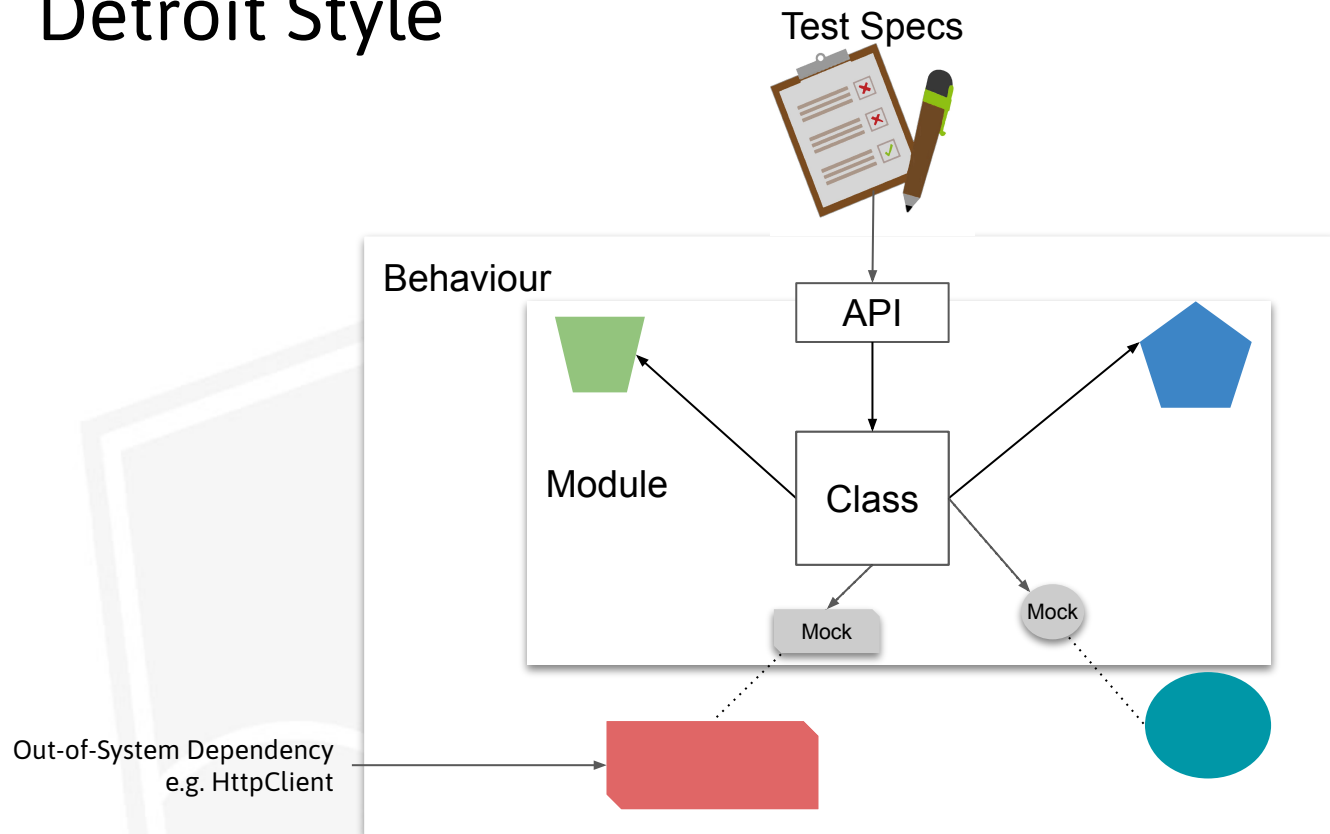 Detroit Style
Test Specs
Behaviour
API
Module
Class
Mock
Mock
Out-of-System Dependency
e.g. HttpClient